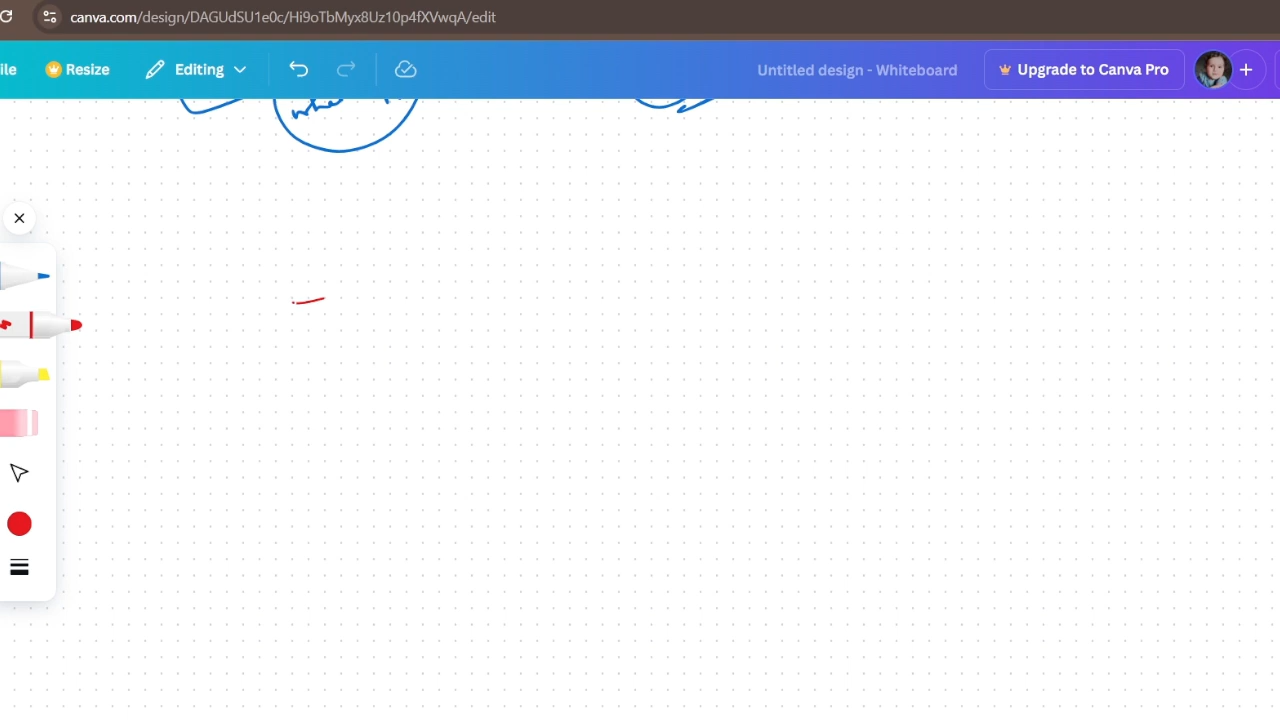 canva.com/design/DAGUdSU1e0c/Hi9oTbMyx8Uz10p4fXVwqA/edit
ile Resize Editing Untitled design - Whiteboard Upgrade to Canva Pro